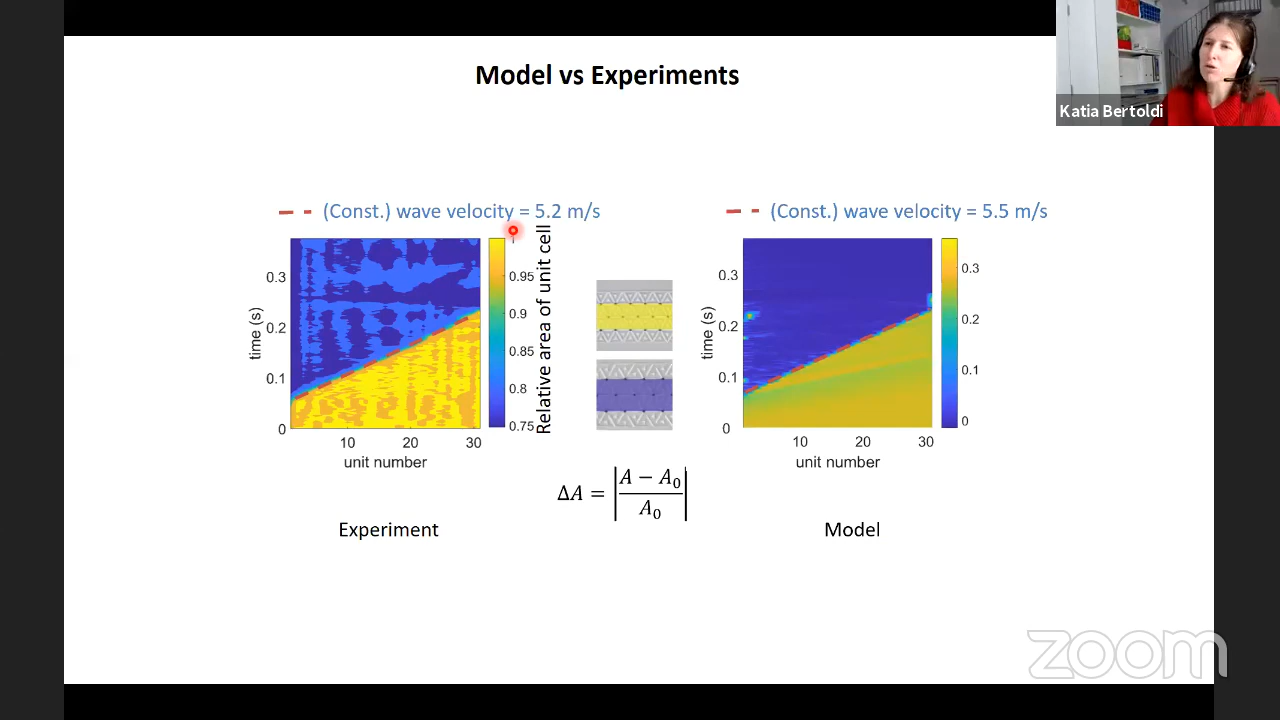 Katia Bertoldi
Model vs Experiments
(Const.) wave velocity = 5.2 m/s
0.3
0.2
0.1
0
time (s)
10 20 30
unit number
1
0.95
0.9
0.85
0.8
0.75
Relative area of unit cell
Experiment
ΔA = |A − A₀ / A₀|
(Const.) wave velocity = 5.5 m/s
0.3
0.2
0.1
0
time (s)
10 20 30
unit number
0.3
0.2
0.1
0
Model
zoom